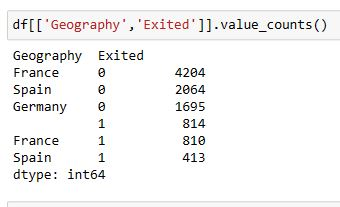 df[['Geography','Exited']].value_counts()
Geography  Exited
France     0         4204
Spain      0         2064
Germany    0         1695
           1          814
France     1          810
Spain      1          413
dtype: int64